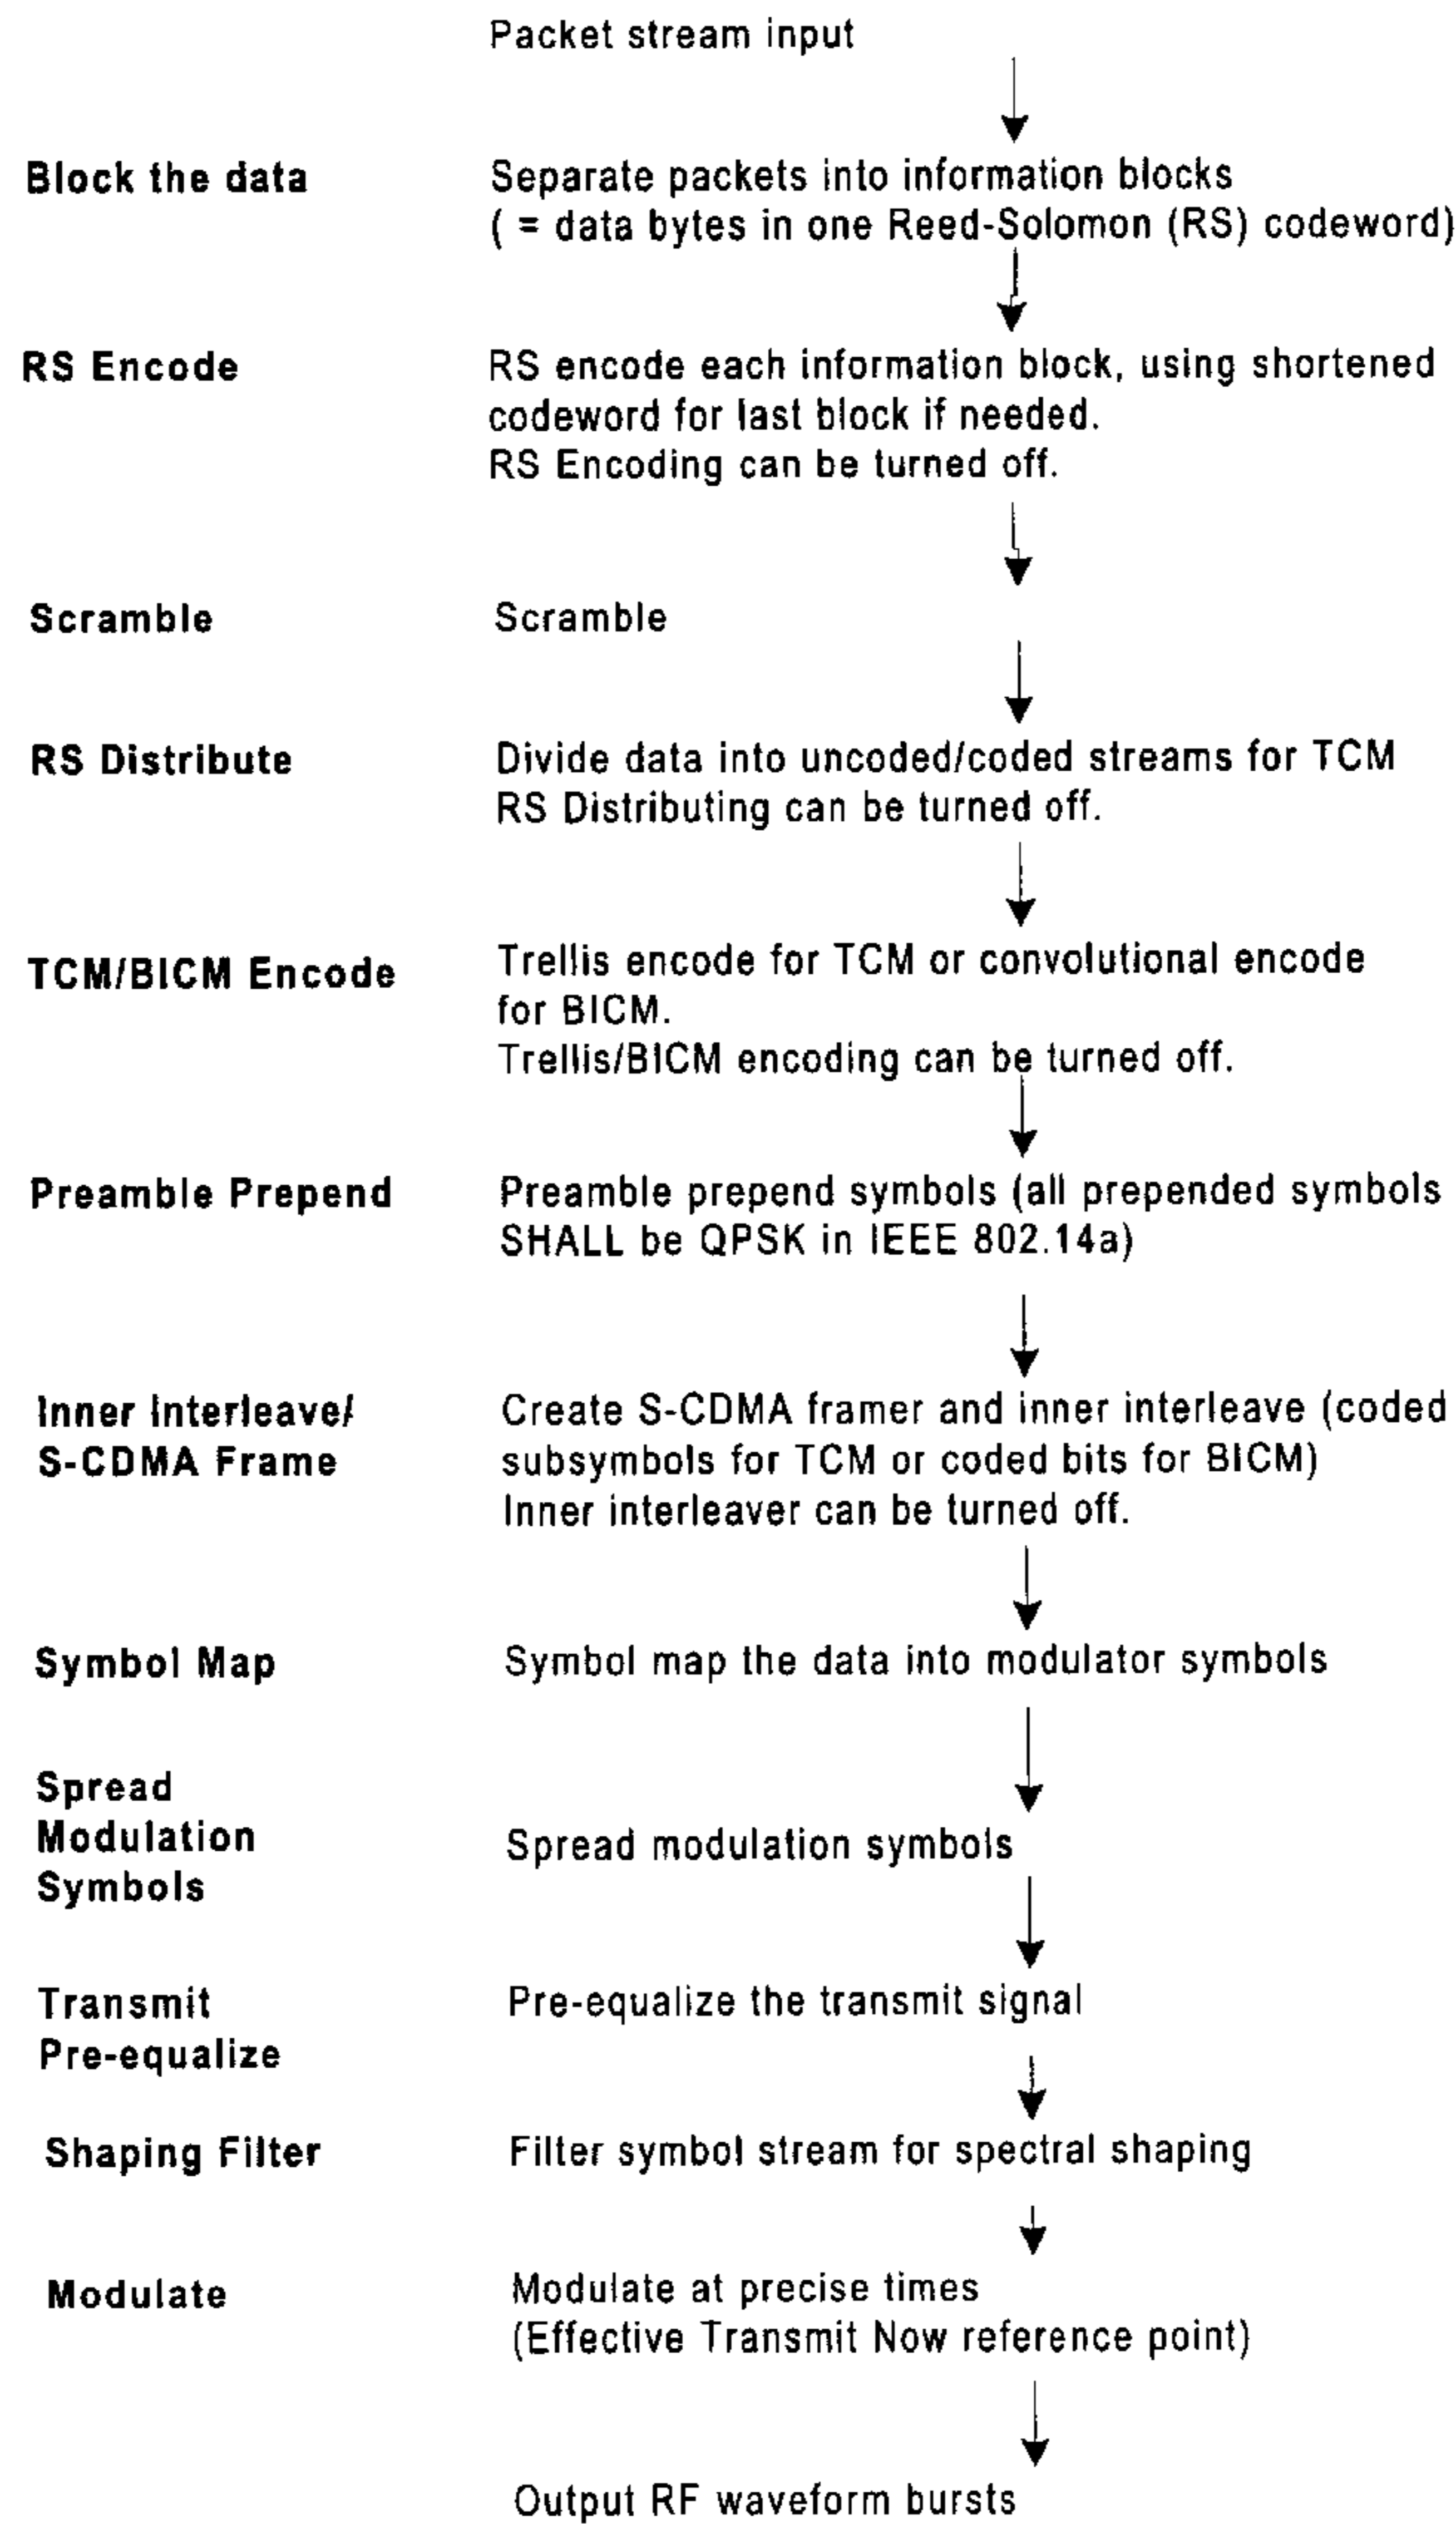 Packet stream input
Block the data
Separate packets into information blocks
( = data bytes in one Reed-Solomon (RS) codeword)
RS Encode
RS encode each information block, using shortened
codeword for last block if needed.
RS Encoding can be turned off.
Scramble
Scramble
RS Distribute
Divide data into uncoded/coded streams for TCM
RS Distributing can be turned off.
TCM/BICM Encode
Trellis encode for TCM or convolutional encode
for BICM.
Trellis/BICM encoding can be turned off.
Preamble Prepend
Preamble prepend symbols (all prepended symbols
SHALL be QPSK in IEEE 802.14a)
Inner Interleave/
S-CDMA Frame
Create S-CDMA framer and inner interleave (coded
subsymbols for TCM or coded bits for BICM)
Inner interleaver can be turned off.
Symbol Map
Symbol map the data into modulator symbols
Spread
Modulation
Symbols
Spread modulation symbols
Transmit
Pre-equalize
Pre-equalize the transmit signal
Shaping Filter
Filter symbol stream for spectral shaping
Modulate
Modulate at precise times
(Effective Transmit Now reference point)
Output RF waveform bursts